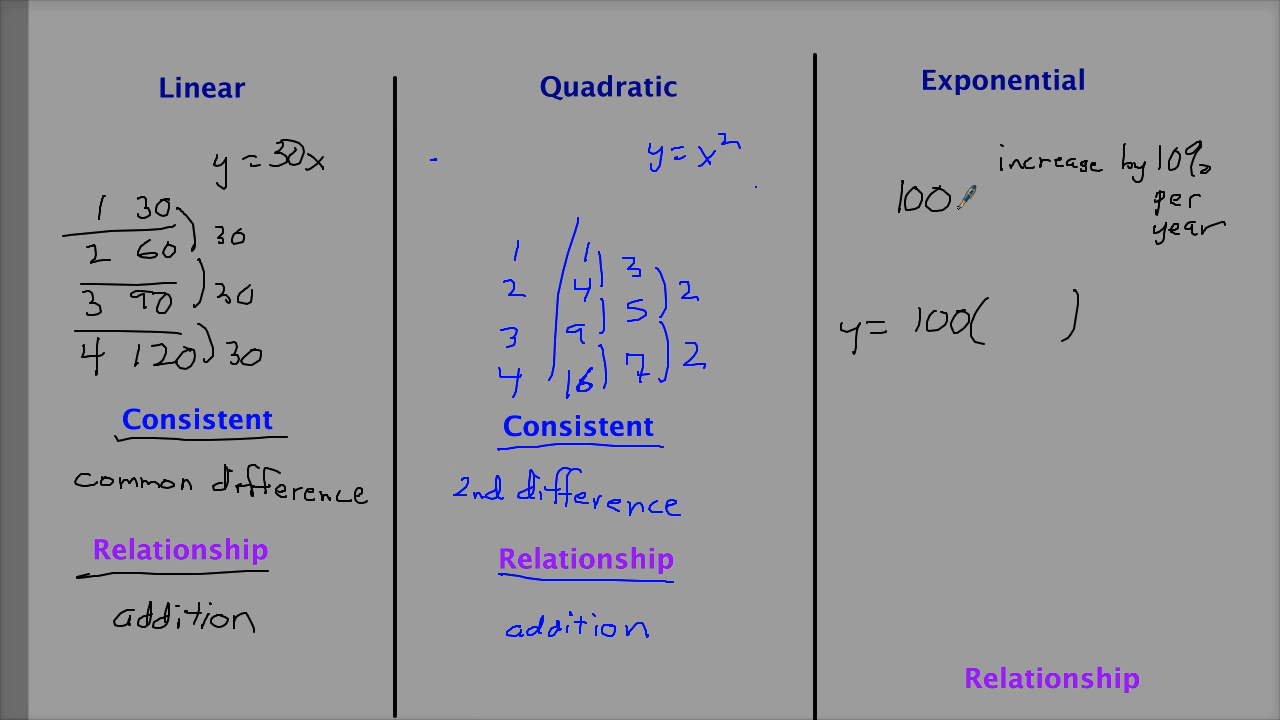 Linear
y = 30x
1 30
2 60
3 90
4 120
30
30
30
Consistent
common difference
Relationship
addition
Quadratic
y = x²
1 1
2 4
3 9
4 16
3
5
7
2
2
Consistent
2nd difference
Relationship
addition
Exponential
increase by 10%
per
year
100
y = 100( )
Relationship